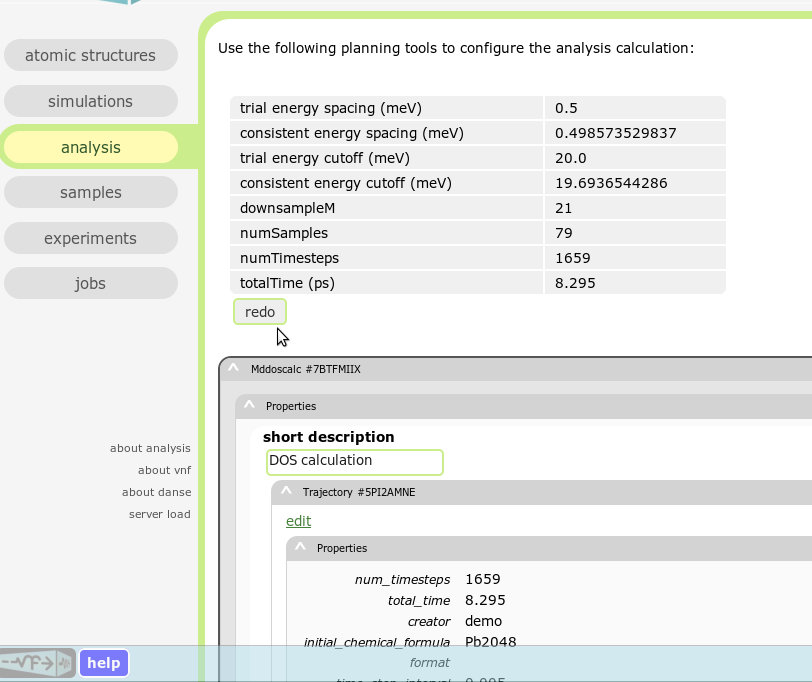 Use the following planning tools to configure the analysis calculation:
atomic structures
simulations
analysis
samples
experiments
jobs
about analysis
about vnf
about danse
server load
trial energy spacing (meV) 0.5
consistent energy spacing (meV) 0.498573529837
trial energy cutoff (meV) 20.0
consistent energy cutoff (meV) 19.6936544286
downsampleM 21
numSamples 79
numTimesteps 1659
totalTime (ps) 8.295
redo
Mddoscalc #7BTFMIIX
Properties
short description
DOS calculation
Trajectory #5PI2AMNE
edit
Properties
num_timesteps 1659
total_time 8.295
creator demo
initial_chemical_formula Pb2048
format
time_step_interval 0.005
help